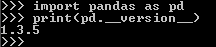 >>> import pandas as pd
>>> print(pd.__version__)
1.3.5
>>>